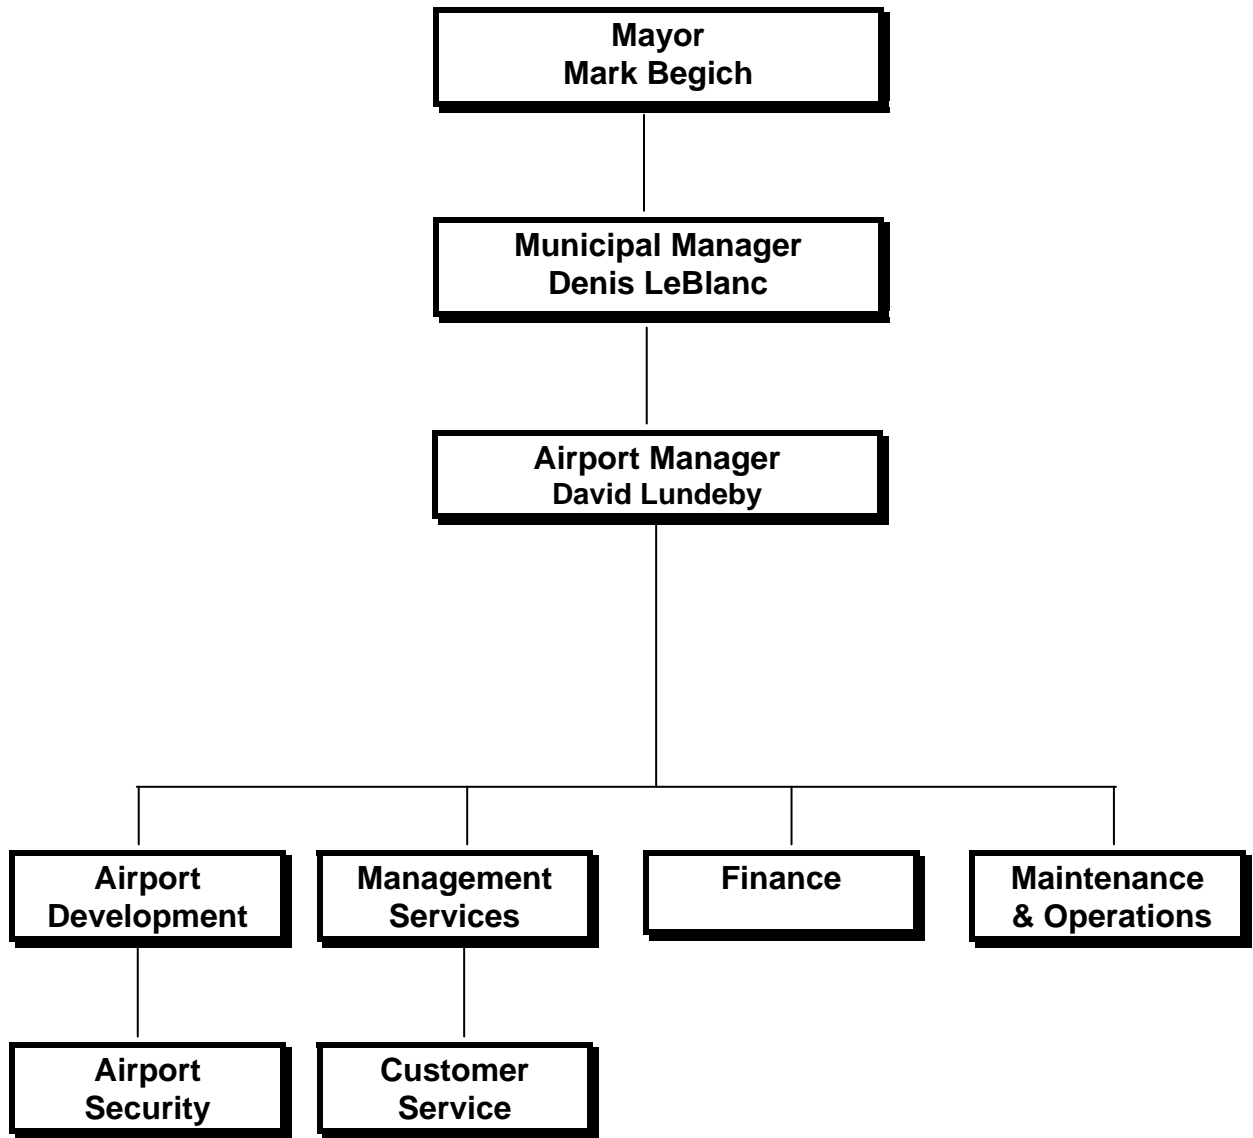 Mayor
Mark Begich
Municipal Manager
Denis LeBlanc
Airport Manager
David Lundeby
Airport
Development
Management
Services
Finance
Maintenance
& Operations
Airport
Security
Customer
Service